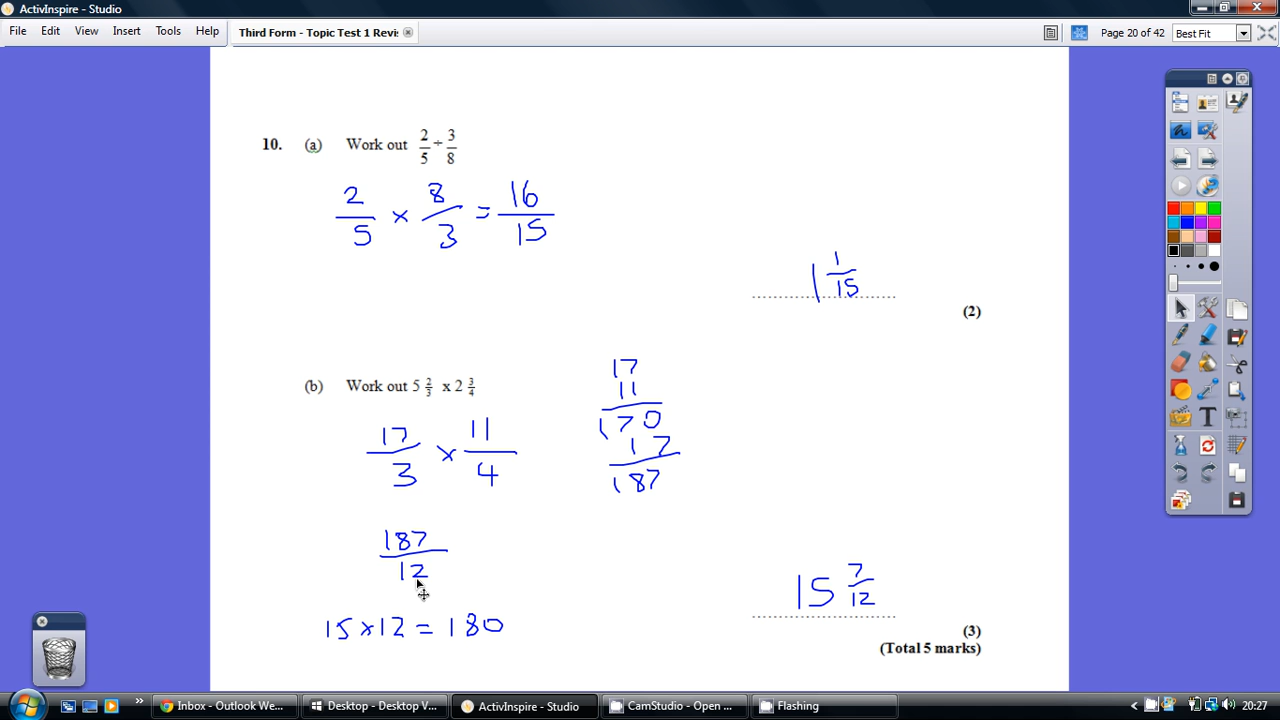 ActivInspire - Studio
File Edit View Insert Tools Help
Third Form - Topic Test 1 Revis
Page 20 of 42
Best Fit
10. (a) Work out 2/5 ÷ 3/8
2/5 × 8/3 = 16/15
1 1/15
(2)
(b) Work out 5 2/3 x 2 3/4
17
11
170
17
187
17/3 × 11/4
187/12
15 × 12 = 180
15 7/12
(3)
(Total 5 marks)
Inbox - Outlook We...
Desktop - Desktop V...
ActivInspire - Studio
CamStudio - Open ...
Flashing
20:27